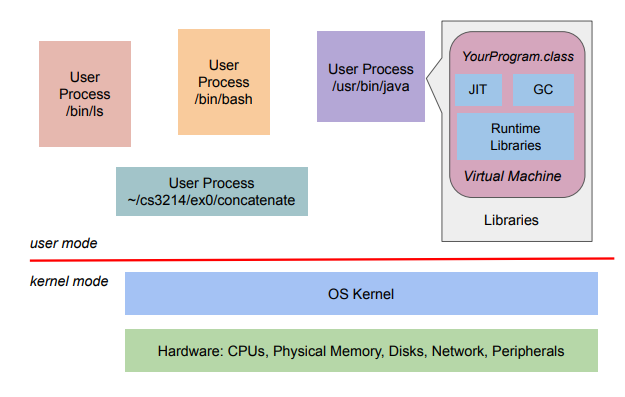 User
Process
/bin/ls
User
Process
/bin/bash
User Process
/usr/bin/java
YourProgram.class
JIT
GC
Runtime
Libraries
Virtual Machine
Libraries
User Process
~/cs3214/ex0/concatenate
user mode
kernel mode
OS Kernel
Hardware: CPUs, Physical Memory, Disks, Network, Peripherals